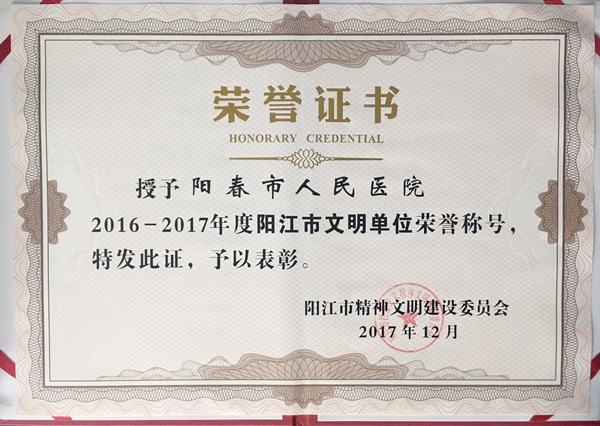 荣誉证书
HONORARY CREDENTIAL
授予阳春市人民医院
2016-2017年度阳江市文明单位荣誉称号，
特发此证，予以表彰。
阳江市精神文明建设委员会
2017年12月